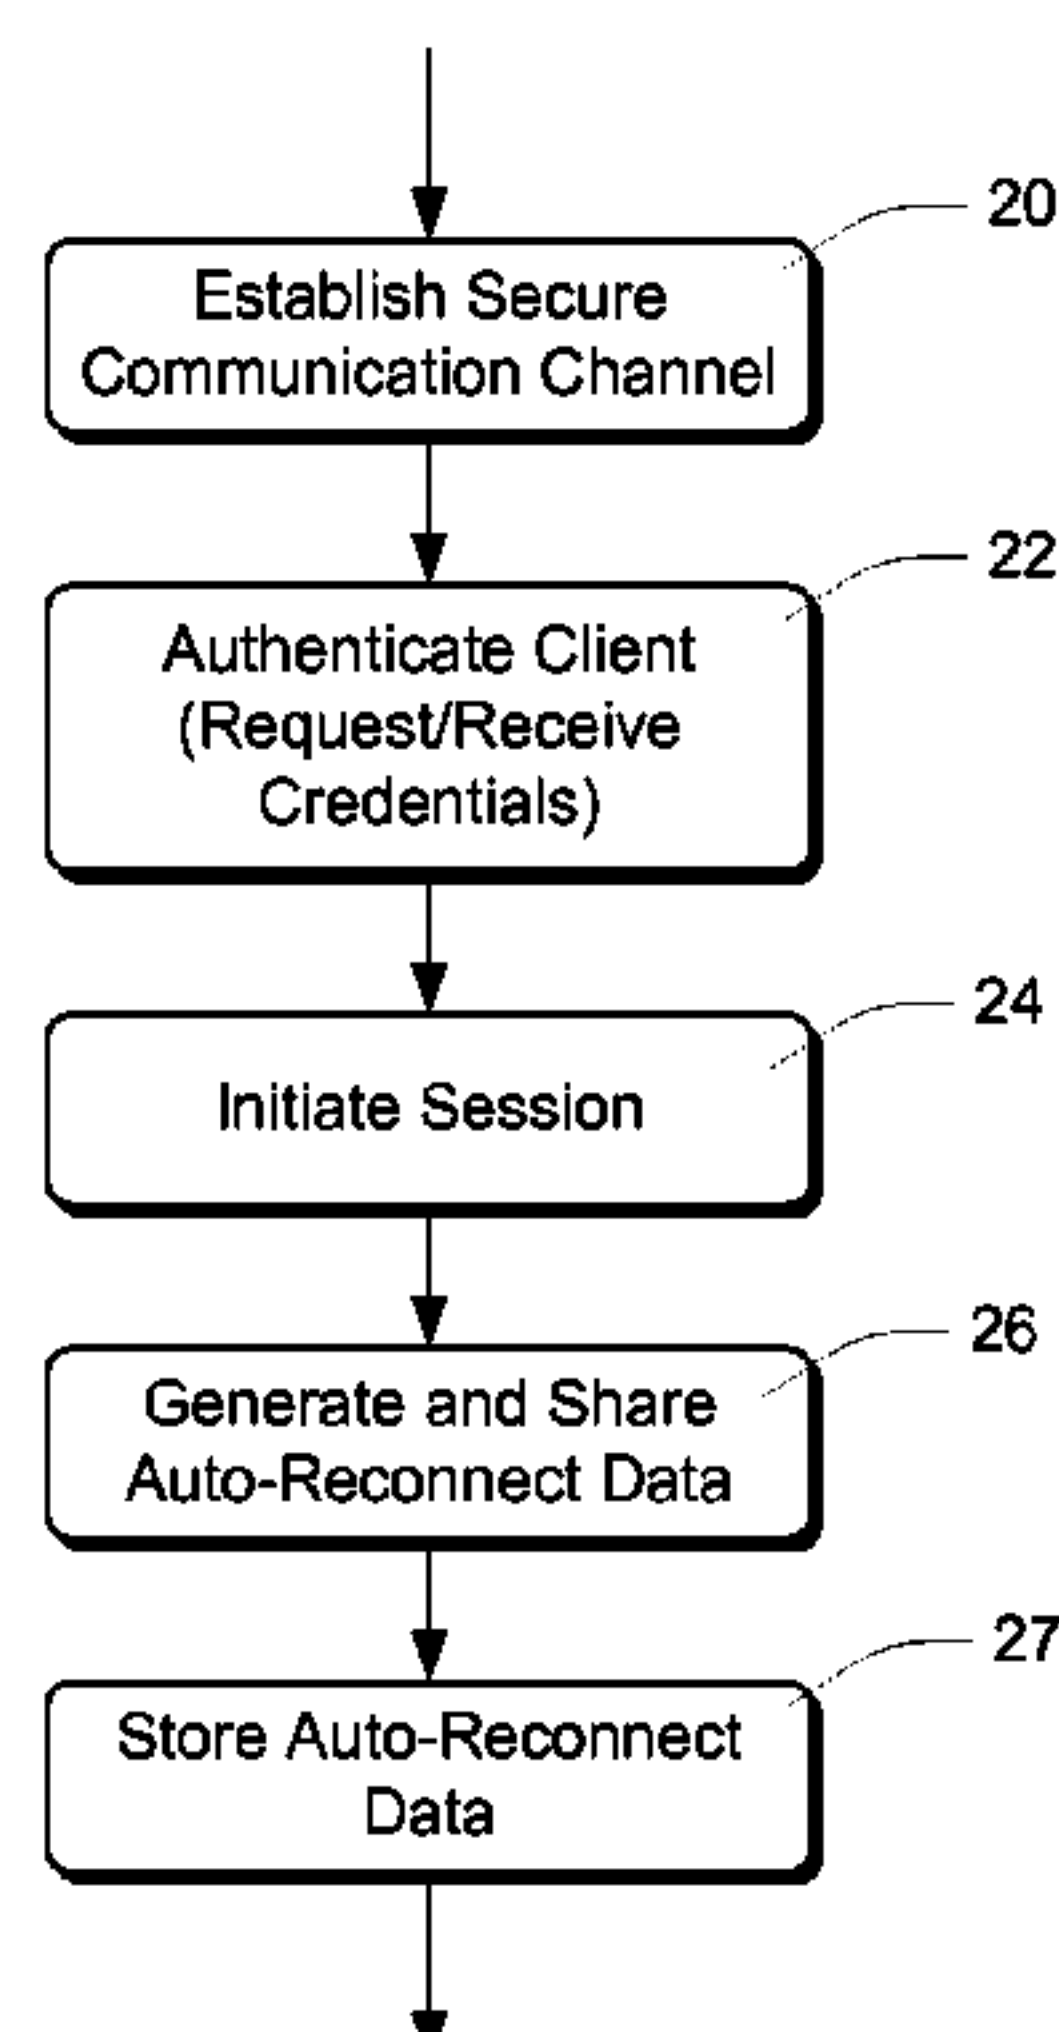 20
Establish Secure
Communication Channel
22
Authenticate Client
(Request/Receive
Credentials)
24
Initiate Session
26
Generate and Share
Auto-Reconnect Data
27
Store Auto-Reconnect
Data